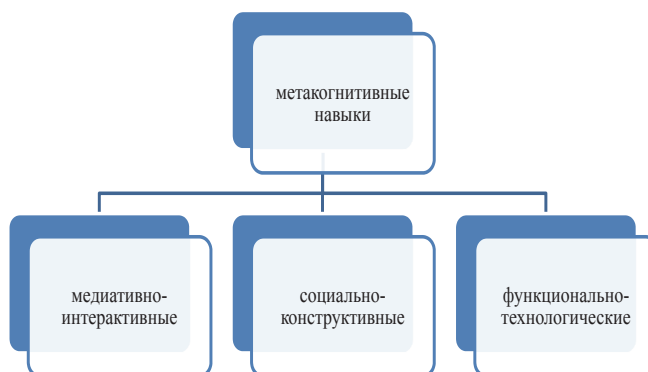 метакогнитивные
навыки
медиативно-
интерактивные
социально-
конструктивные
функционально-
технологические